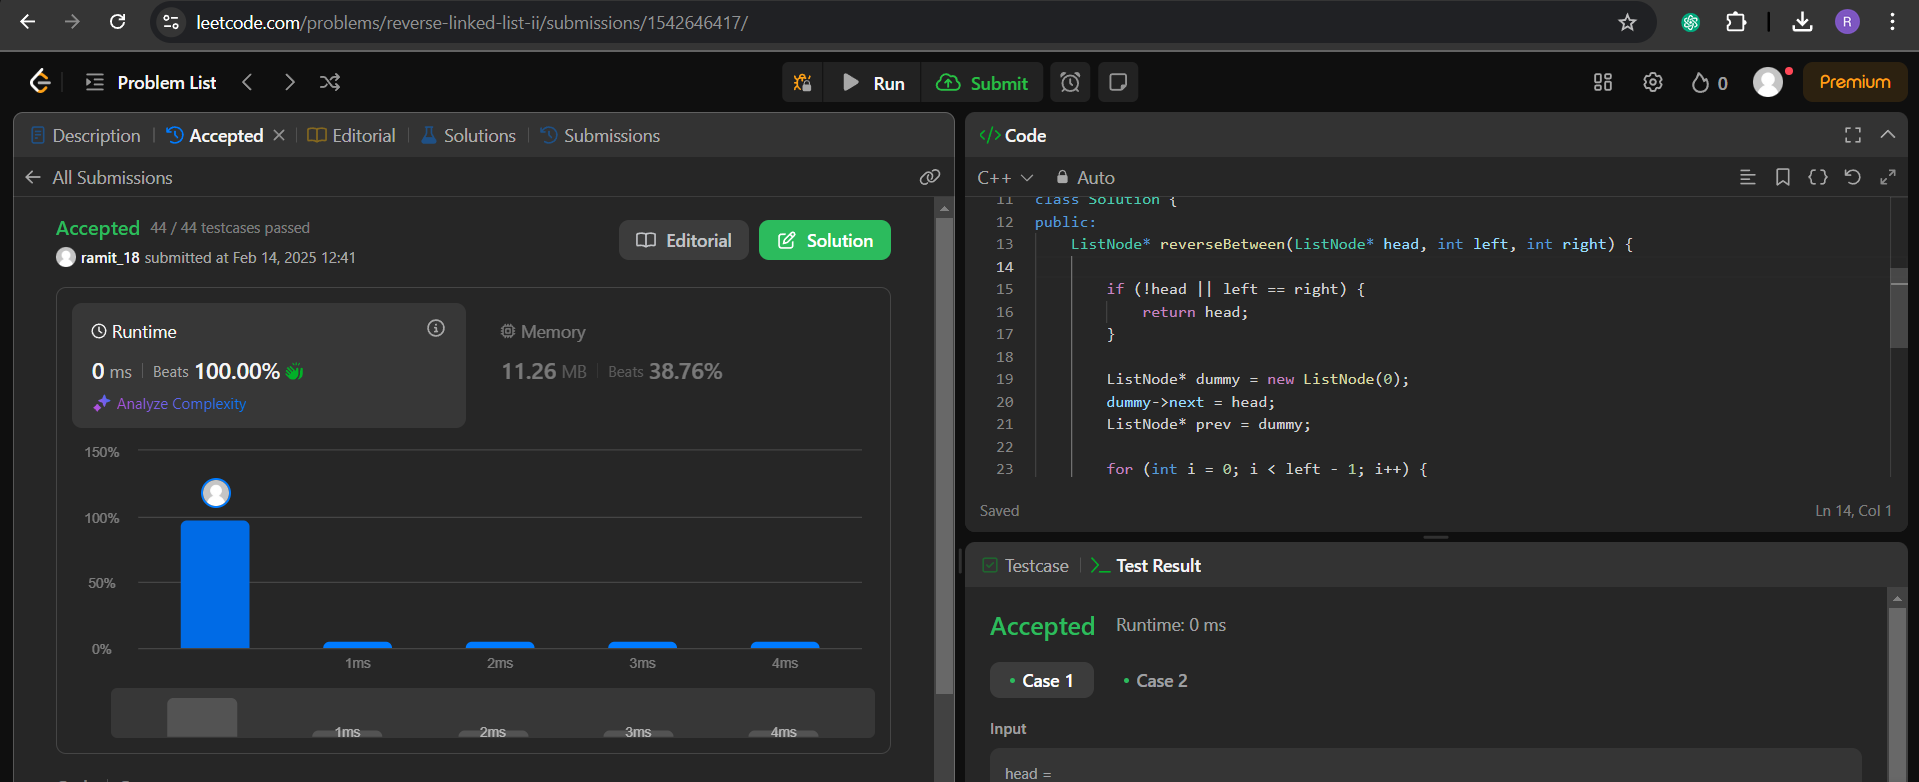 leetcode.com/problems/reverse-linked-list-ii/submissions/1542646417/
R
Problem List
Run
Submit
0
Premium
Description
Accepted
Editorial
Solutions
Submissions
All Submissions
Accepted 44 / 44 testcases passed
ramit_18 submitted at Feb 14, 2025 12:41
Editorial
Solution
Runtime
0 ms
Beats 100.00%
Analyze Complexity
Memory
11.26 MB
Beats 38.76%
150%
100%
50%
0%
1ms 2ms 3ms 4ms
1ms 2ms 3ms 4ms
</> Code
C++
Auto
11 class Solution {
12 public:
13 ListNode* reverseBetween(ListNode* head, int left, int right) {
14
15 if (!head || left == right) {
16 return head;
17 }
18
19 ListNode* dummy = new ListNode(0);
20 dummy->next = head;
21 ListNode* prev = dummy;
22
23 for (int i = 0; i < left - 1; i++) {
Saved
Ln 14, Col 1
Testcase
Test Result
Accepted Runtime: 0 ms
Case 1
Case 2
Input
head =